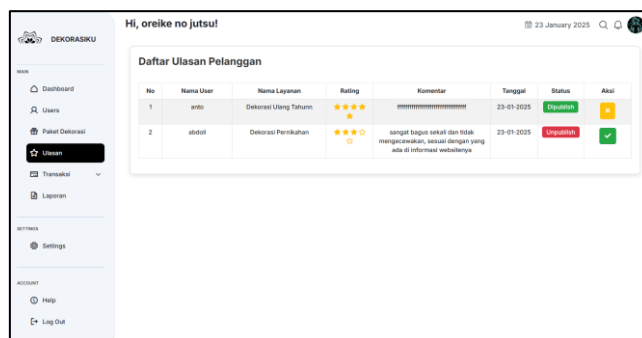 Hi, oreike no jutsu!
23 January 2025
DEKORASIKU
MAIN
Dashboard
Users
Paket Dekorasi
Ulasan
Transaksi
Laporan
SETTINGS
Settings
ACCOUNT
Help
Log Out
Daftar Ulasan Pelanggan
No Nama User Nama Layanan Rating Komentar Tanggal Status Aksi
1 anto Dekorasi Ulang Tahunn 23-01-2025 Dipublish
2 abdoli Dekorasi Pernikahan sangat bagus sekali dan tidak 23-01-2025 Unpublish
mengecewakan, sesuai dengan yang
ada di informasi websitenya